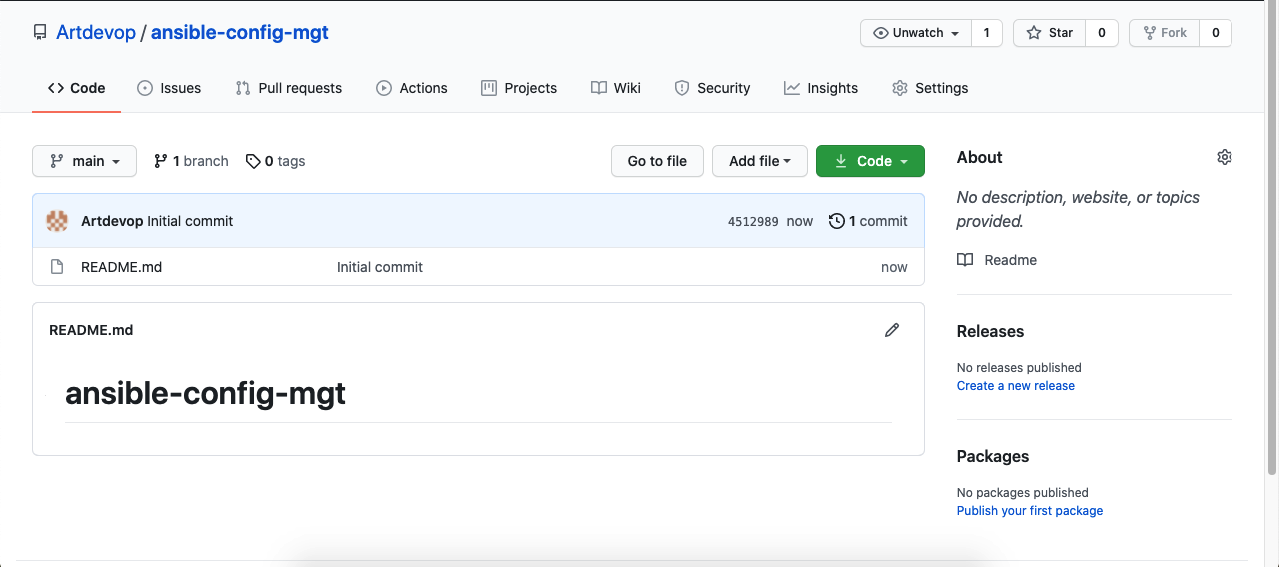 Artdevop / ansible-config-mgt Unwatch 1 Star 0 Fork 0
Code Issues Pull requests Actions Projects Wiki Security Insights Settings
main 1 branch 0 tags Go to file Add file Code
Artdevop Initial commit 4512989 now 1 commit
README.md Initial commit now
README.md
ansible-config-mgt
About
No description, website, or topics
provided.
Readme
Releases
No releases published
Create a new release
Packages
No packages published
Publish your first package